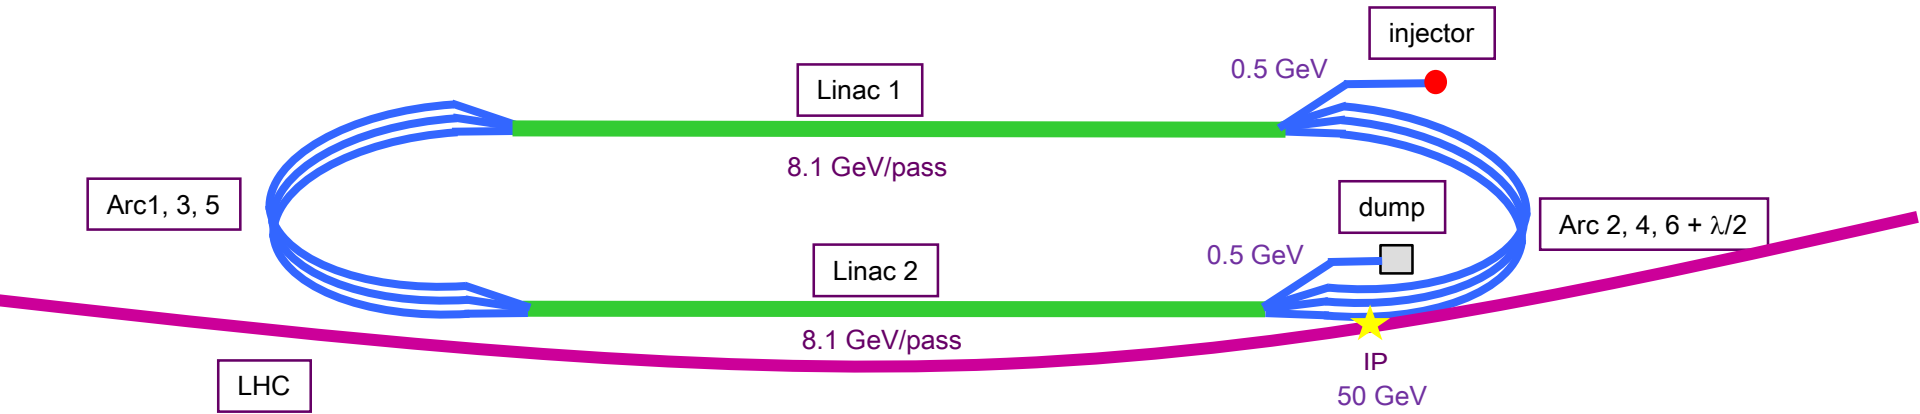 injector
0.5 GeV
Linac 1
8.1 GeV/pass
Arc1, 3, 5
dump
Arc 2, 4, 6 + λ/2
0.5 GeV
Linac 2
8.1 GeV/pass
IP
50 GeV
LHC